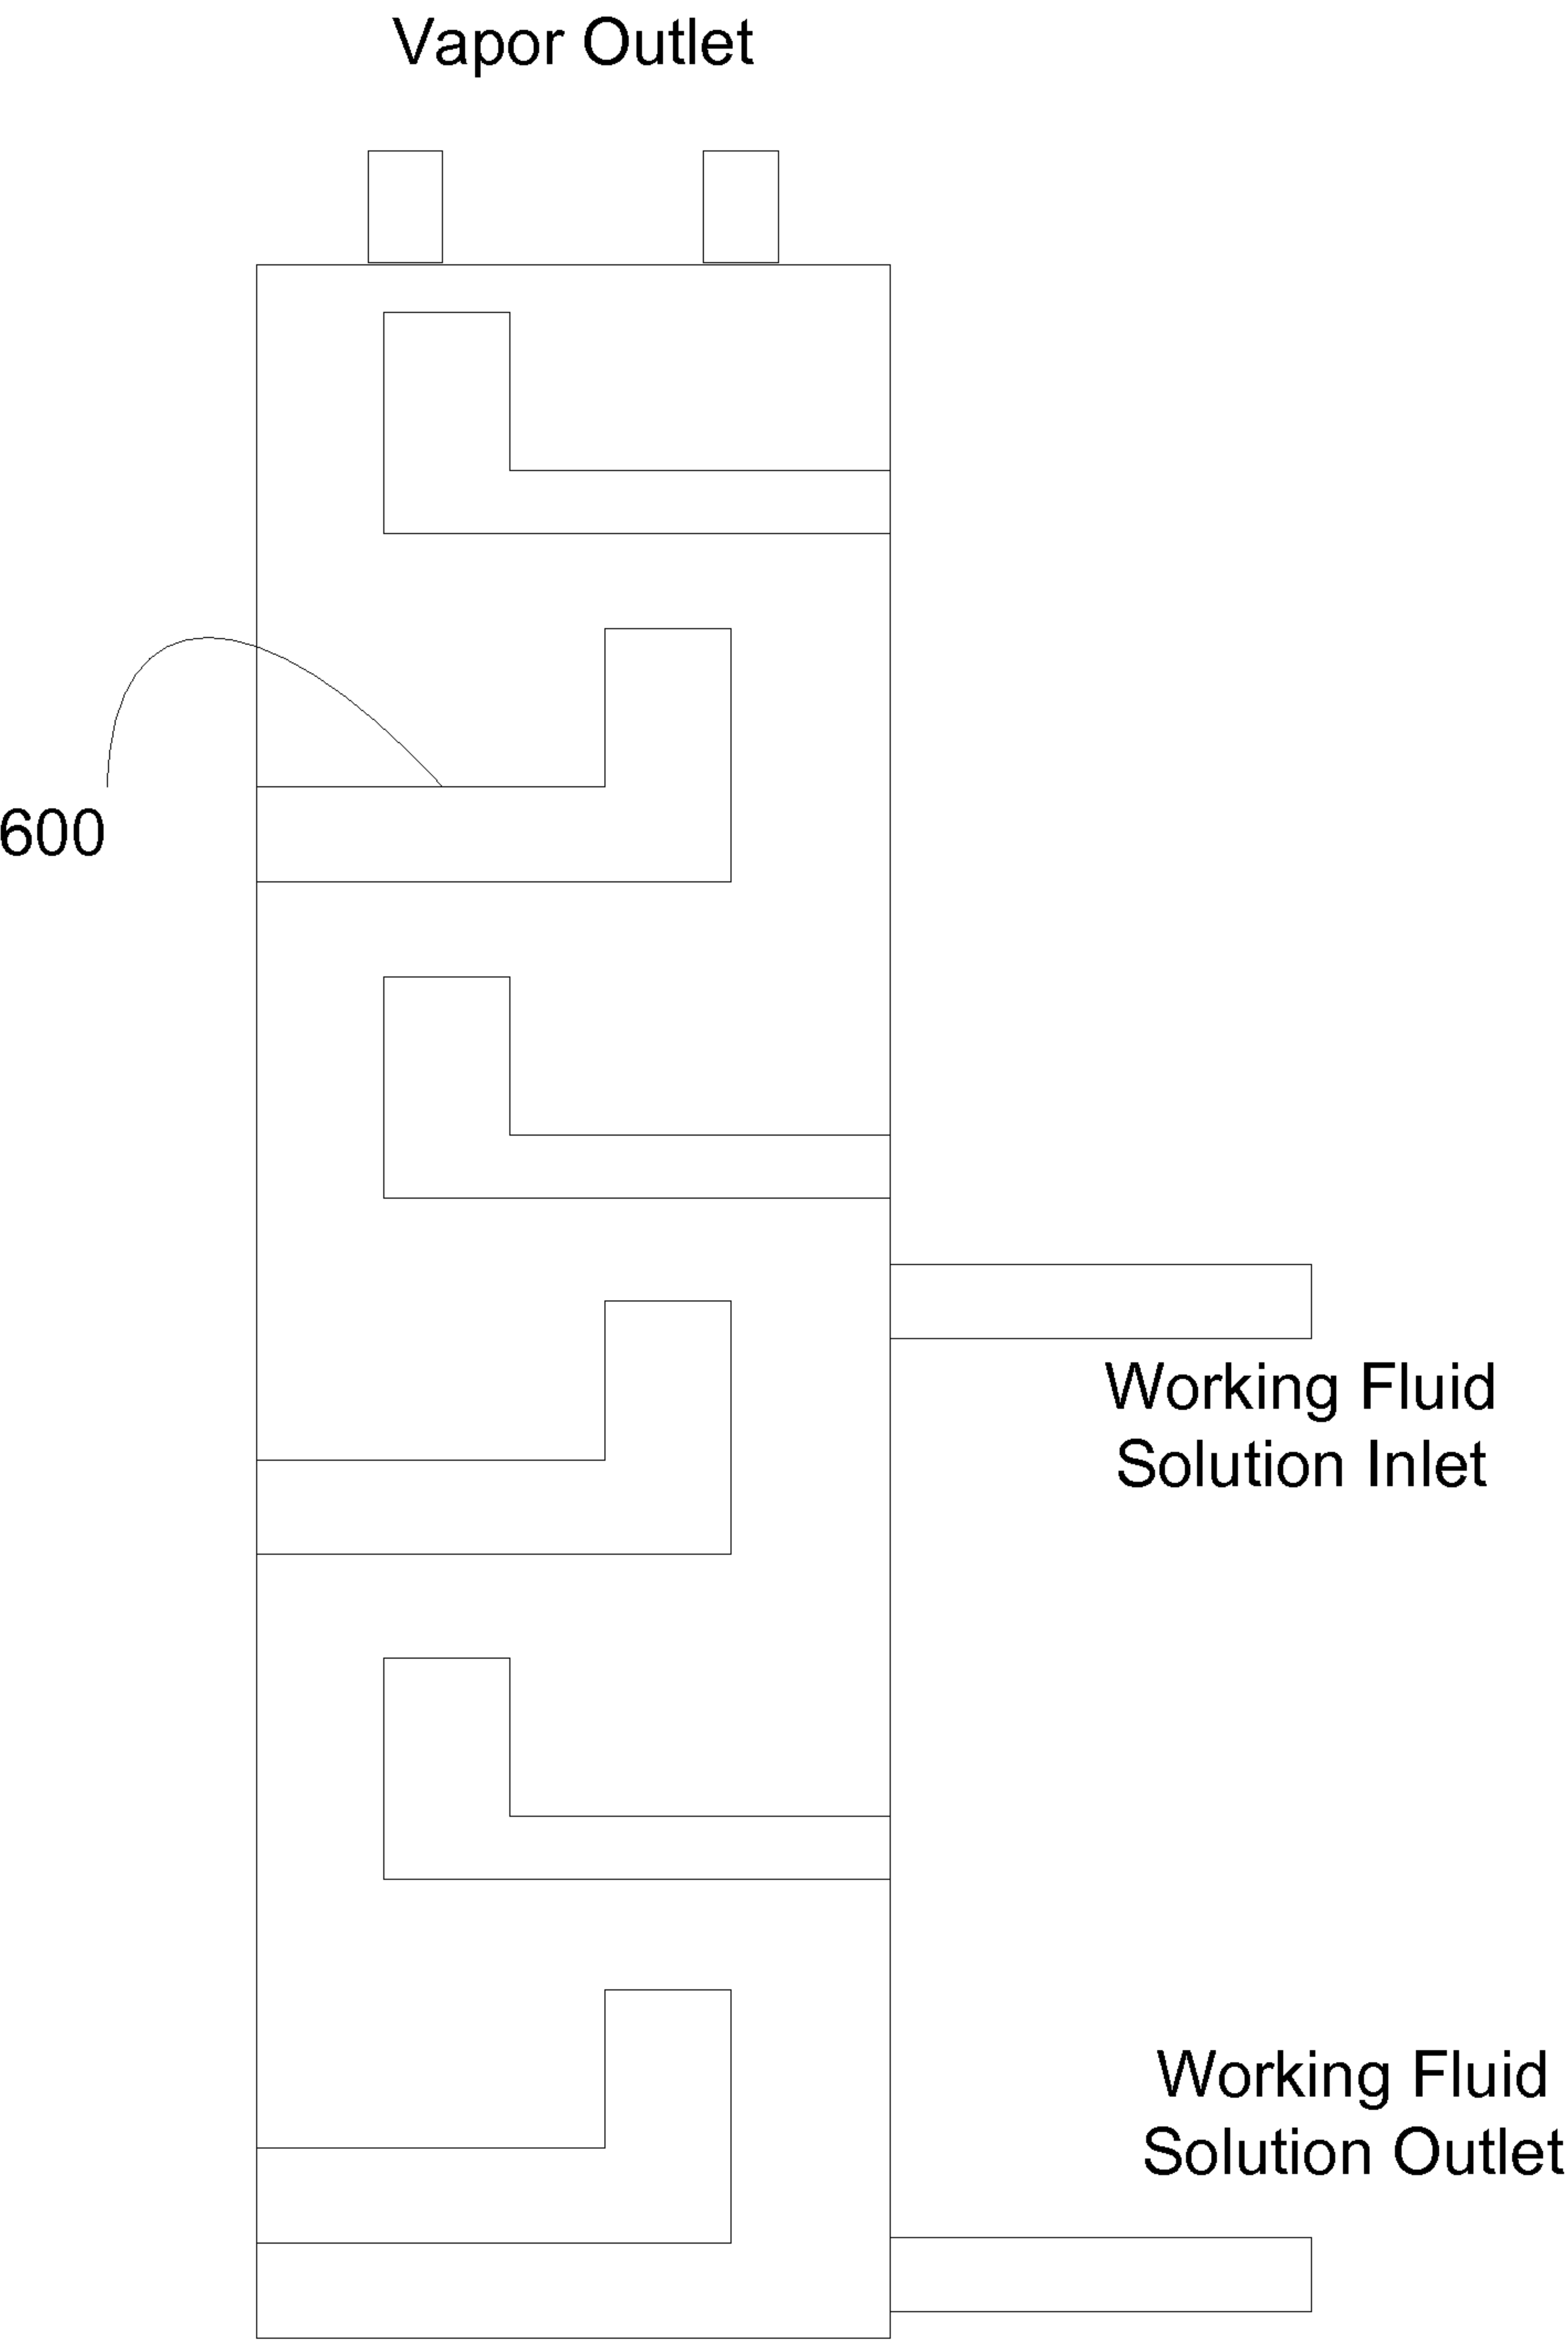 Vapor Outlet
600
Working Fluid
Solution Inlet
Working Fluid
Solution Outlet